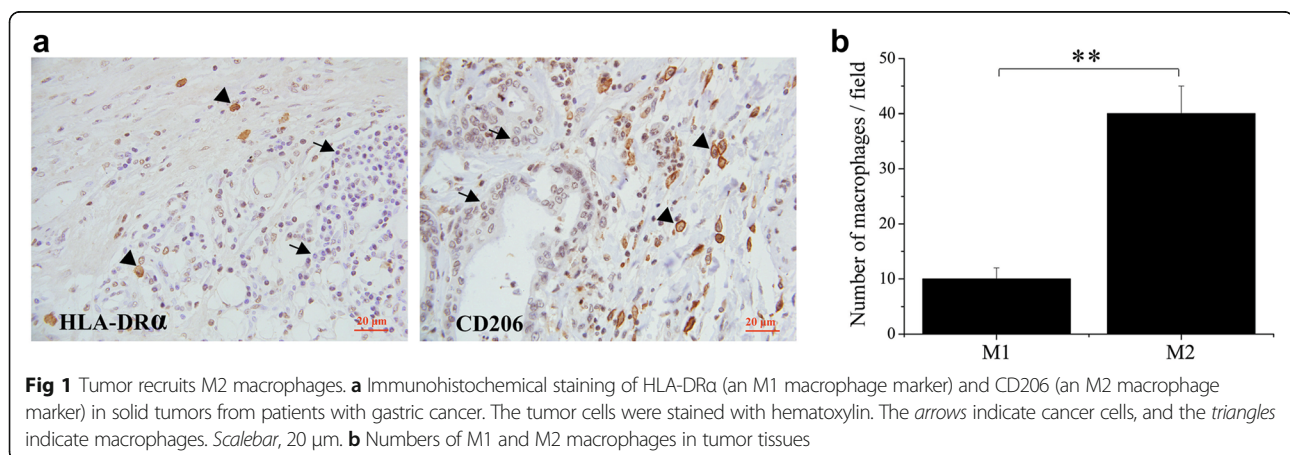 a
HLA-DRα
20 μm
CD206
20 μm
b
Number of macrophages / field
50
40
30
20
10
0
**
M1
M2
Fig 1 Tumor recruits M2 macrophages. a Immunohistochemical staining of HLA-DRα (an M1 macrophage marker) and CD206 (an M2 macrophage
marker) in solid tumors from patients with gastric cancer. The tumor cells were stained with hematoxylin. The arrows indicate cancer cells, and the triangles
indicate macrophages. Scalebar, 20 μm. b Numbers of M1 and M2 macrophages in tumor tissues